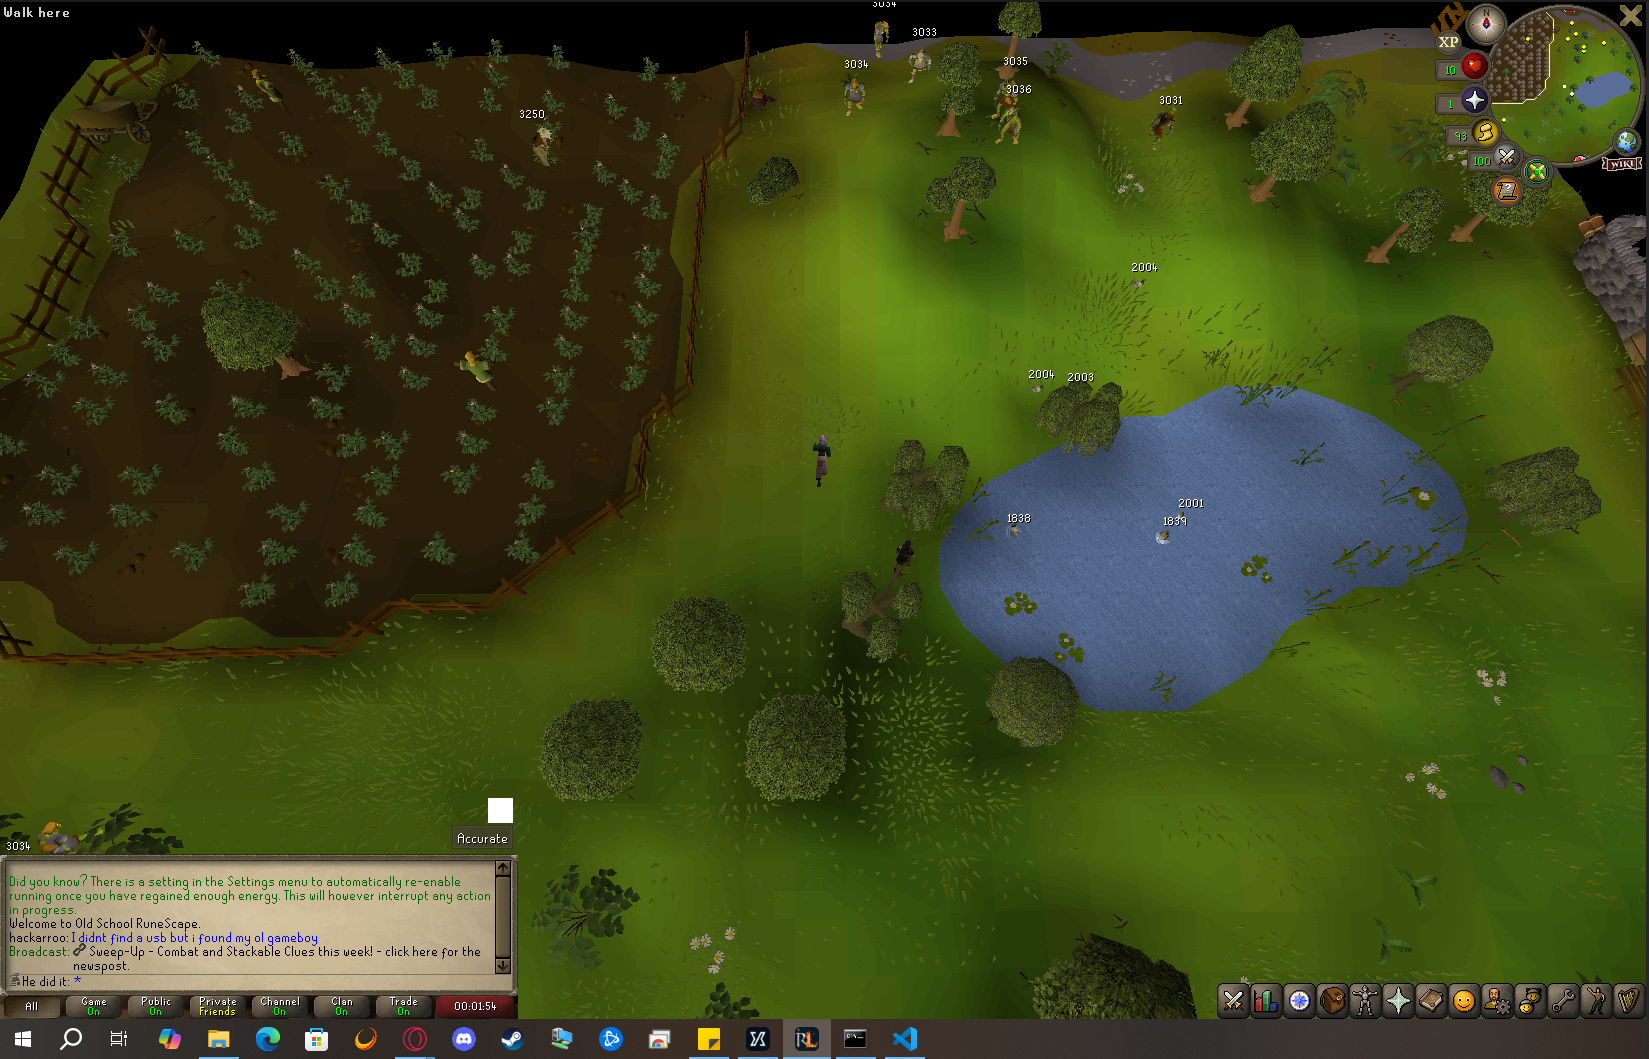 Walk here
3034
3033
3034
3035
3036
3031
3250
XP
10
1
93
100
WIKI
N
2004
2004
2003
2001
1838
1839
Accurate
3034
Did you know? There is a setting in the Settings menu to automatically re-enable
running once you have regained enough energy. This will however interrupt any action
in progress.
Welcome to Old School RuneScape.
hackarroo: I didnt find a usb but i found my ol gameboy
Broadcast: Sweep-Up - Combat and Stackable Clues this week! - click here for the
newspost.
He did it: *
All
Game
On
Public
On
Private
Friends
Channel
On
Clan
On
Trade
On
00:01:54